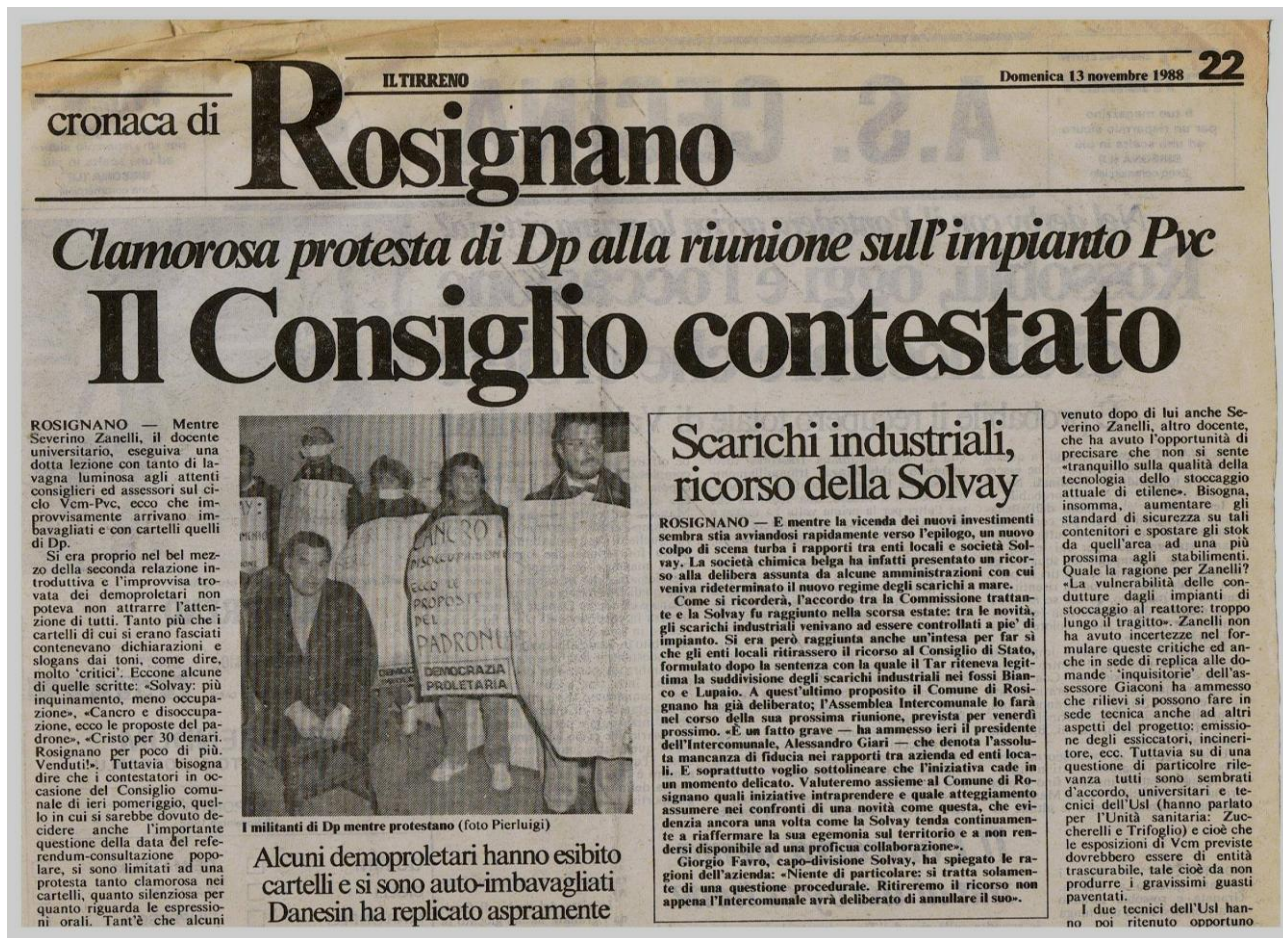 IL TIRRENO
Domenica 13 novembre 1988 22
cronaca di
Rosignano
Clamorosa protesta di Dp alla riunione sull'impianto Pvc
Il Consiglio contestato
ROSIGNANO — Mentre
Severino Zanelli, il docente
universitario, eseguiva una
dotta lezione con tanto di la-
vagna luminosa agli attenti
consiglieri ed assessori sul ci-
clo Vcm-Pvc, ecco che im-
provvisamente arrivano im-
bavagliati e con cartelli quelli
di Dp.
Si era proprio nel bel mez-
zo della seconda relazione in-
troduttiva e l'improvvisa tro-
vata dei demoproletari non
poteva non attrarre l'atten-
zione di tutti. Tanto più che i
cartelli di cui si erano fasciati
contenevano dichiarazioni e
slogans dai toni, come dire,
molto 'critici'. Eccone alcune
di quelle scritte: «Solvay: più
inquinamento, meno occupa-
zione», «Cancro e disoccupa-
zione, ecco le proposte del pa-
drone», «Cristo per 30 denari.
Rosignano per poco di più.
Venduti!». Tuttavia bisogna
dire che i contestatori in oc-
casione del Consiglio comu-
nale di ieri pomeriggio, quel-
lo in cui si sarebbe dovuto de-
cidere anche l'importante
questione della data del refe-
rendum-consultazione popo-
lare, si sono limitati ad una
protesta tanto clamorosa nei
cartelli, quanto silenziosa per
quanto riguarda le espressio-
ni orali. Tant'è che alcuni
CANCRO
DISOCCUPAZIONE
ECCO LE
PROPOSTE
DEL
PADRONE
DEMOCRAZIA
PROLETARIA
I militanti di Dp mentre protestano (foto Pierluigi)
Alcuni demoproletari hanno esibito
cartelli e si sono auto-imbavagliati
Danesin ha replicato aspramente
Scarichi industriali,
ricorso della Solvay
ROSIGNANO — E mentre la vicenda dei nuovi investimenti
sembra stia avviandosi rapidamente verso l'epilogo, un nuovo
colpo di scena turba i rapporti tra enti locali e società Sol-
vay. La società chimica belga ha infatti presentato un ricor-
so alla delibera assunta da alcune amministrazioni con cui
veniva rideterminato il nuovo regime degli scarichi a mare.
Come si ricorderà, l'accordo tra la Commissione trattan-
te e la Solvay fu raggiunto nella scorsa estate: tra le novità,
gli scarichi industriali venivano ad essere controllati a pie' di
impianto. Si era però raggiunta anche un'intesa per far sì
che gli enti locali ritirassero il ricorso al Consiglio di Stato,
formulato dopo la sentenza con la quale il Tar riteneva legit-
tima la suddivisione degli scarichi industriali nei fossi Bian-
co e Lupaio. A quest'ultimo proposito il Comune di Rosi-
gnano ha già deliberato; l'Assemblea Intercomunale lo farà
nel corso della sua prossima riunione, prevista per venerdì
prossimo. «È un fatto grave — ha ammesso ieri il presidente
dell'Intercomunale, Alessandro Giari — che denota l'assolu-
ta mancanza di fiducia nei rapporti tra azienda ed enti loca-
li. E soprattutto voglio sottolineare che l'iniziativa cade in
un momento delicato. Valuteremo assieme al Comune di Ro-
signano quali iniziative intraprendere e quale atteggiamento
assumere nei confronti di una novità come questa, che evi-
denzia ancora una volta come la Solvay tenda continuamen-
te a riaffermare la sua egemonia sul territorio e a non ren-
dersi disponibile ad una proficua collaborazione».
Giorgio Favro, capo-divisione Solvay, ha spiegato le ra-
gioni dell'azienda: «Niente di particolare: si tratta solamen-
te di una questione procedurale. Ritireremo il ricorso non
appena l'Intercomunale avrà deliberato di annullare il suo».
venuto dopo di lui anche Se-
verino Zanelli, altro docente,
che ha avuto l'opportunità di
precisare che non si sente
«tranquillo sulla qualità della
tecnologia dello stoccaggio
attuale di etilene». Bisogna,
insomma, aumentare gli
standard di sicurezza su tali
contenitori e spostare gli stok
da quell'area ad una più
prossima agli stabilimenti.
Quale la ragione per Zanelli?
«La vulnerabilità delle con-
dutture dagli impianti di
stoccaggio al reattore: troppo
lungo il tragitto». Zanelli non
ha avuto incertezze nel for-
mulare queste critiche ed an-
che in sede di replica alle do-
mande 'inquisitorie' dell'as-
sessore Giaconi ha ammesso
che rilievi si possono fare in
sede tecnica anche ad altri
aspetti del progetto: emissio-
ne degli essiccatori, incineri-
tore, ecc. Tuttavia su di una
questione di particolre rile-
vanza tutti sono sembrati
d'accordo, universitari e te-
cnici dell'Usl (hanno parlato
per l'Unità sanitaria: Zuc-
cherelli e Trifoglio) e cioè che
le esposizioni di Vcm previste
dovrebbero essere di entità
trascurabile, tale cioè da non
produrre i gravissimi guasti
paventati.
I due tecnici dell'Usl han-
no poi ritenuto opportuno